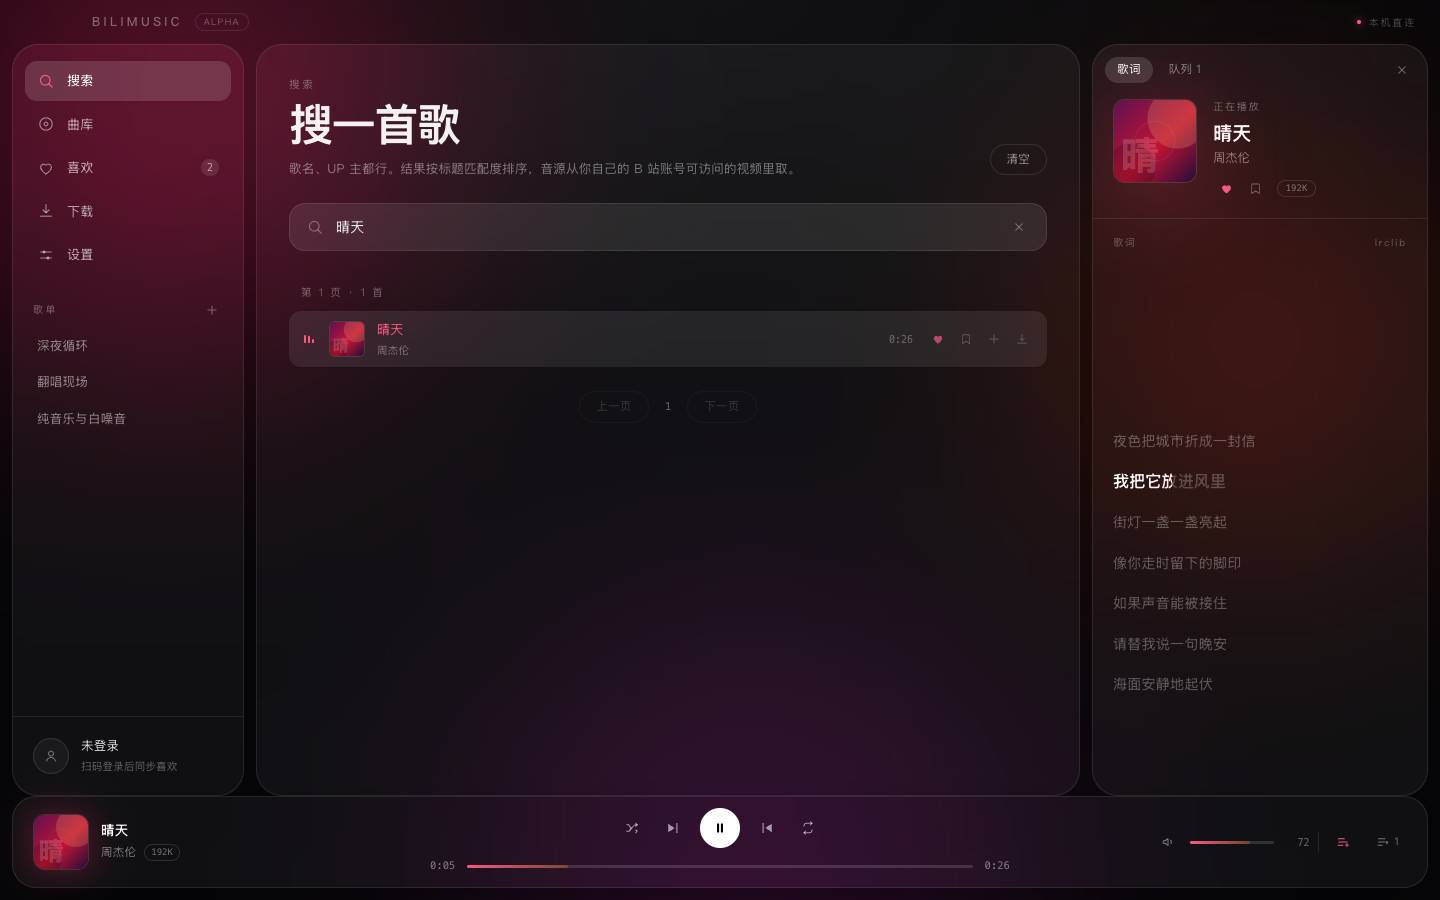 BILIMUSIC ALPHA
本机直连
搜索
曲库
喜欢 2
下载
设置
歌单
深夜循环
翻唱现场
纯音乐与白噪音
未登录
扫码登录后同步喜欢
搜索
搜一首歌
歌名、UP 主都行。结果按标题匹配度排序，音源从你自己的 B 站账号可访问的视频里取。
清空
晴天
第 1 页 · 1 首
晴
晴天
周杰伦
0:26
上一页 1 下一页
歌词 队列 1
晴
正在播放
晴天
周杰伦
192K
歌词 lrclib
夜色把城市折成一封信
我把它放进风里
街灯一盏一盏亮起
像你走时留下的脚印
如果声音能被接住
请替我说一句晚安
海面安静地起伏
晴
晴天
周杰伦 192K
0:05 0:26
72
1